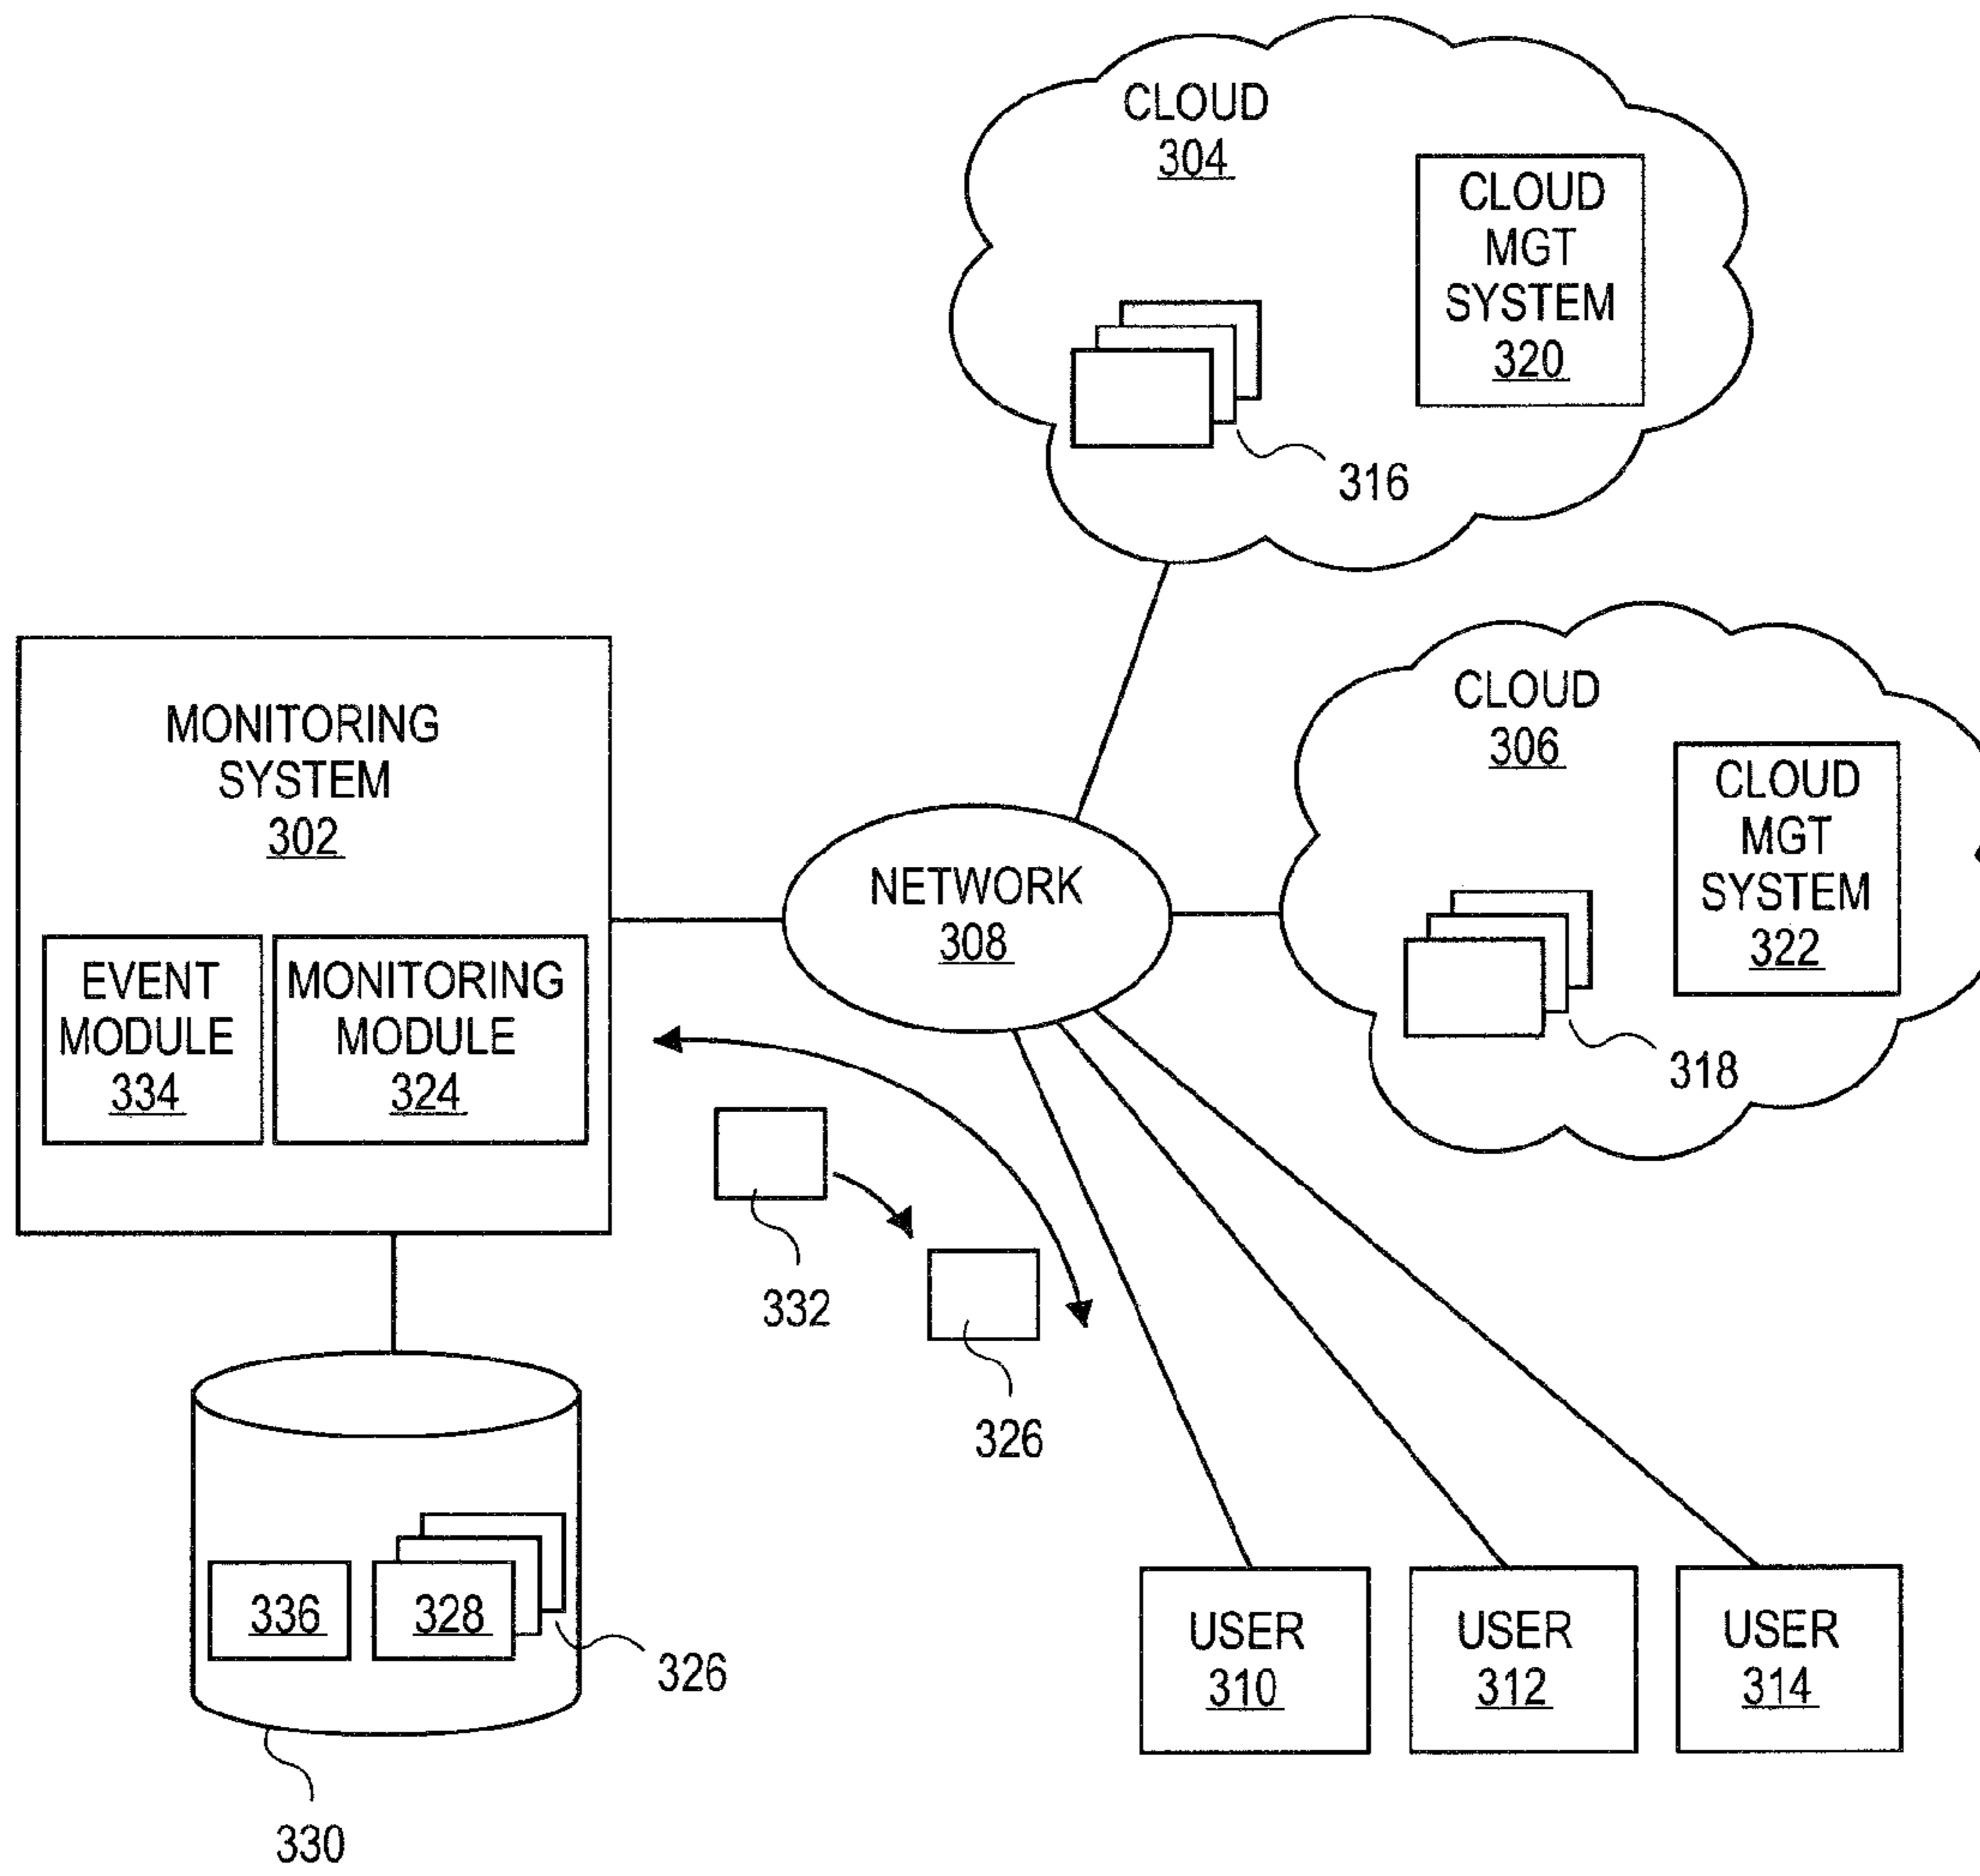 CLOUD
304
CLOUD
MGT
SYSTEM
320
316
CLOUD
306
CLOUD
MGT
SYSTEM
322
318
MONITORING
SYSTEM
302
EVENT
MODULE
334
MONITORING
MODULE
324
NETWORK
308
332
326
336
328
326
330
USER
310
USER
312
USER
314